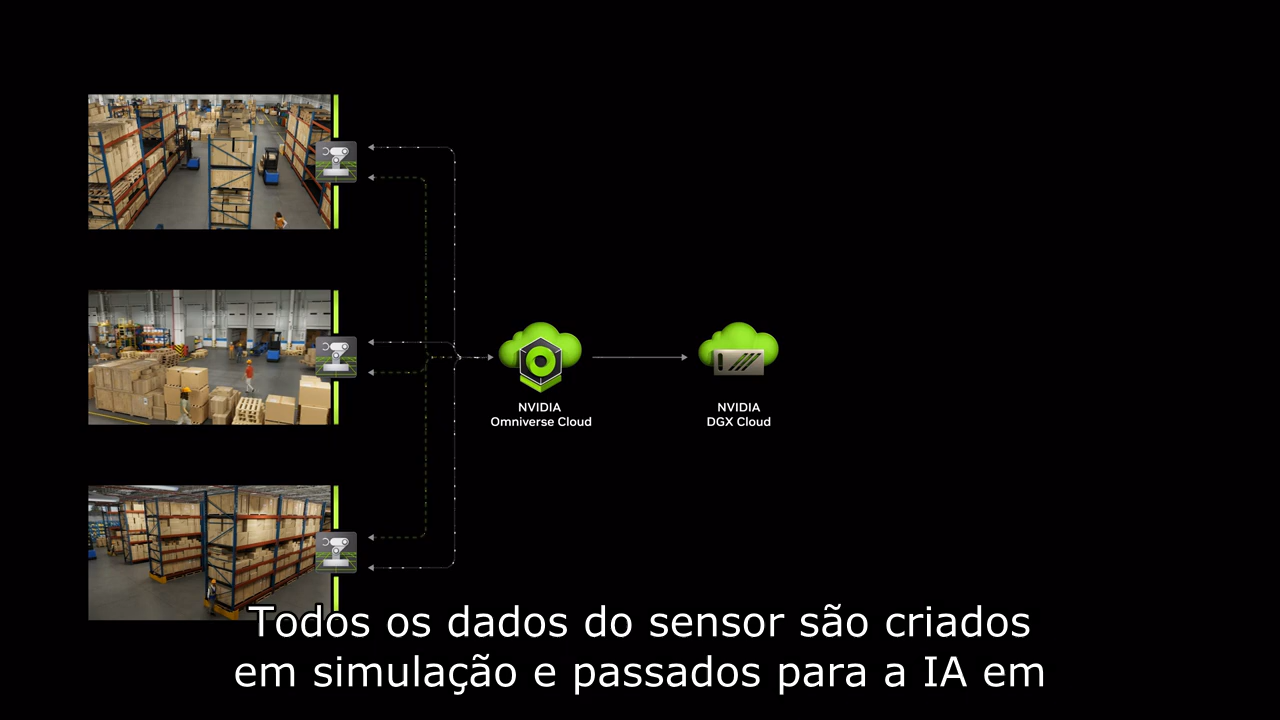 NVIDIA
Omniverse Cloud
NVIDIA
DGX Cloud
Todos os dados do sensor são criados
em simulação e passados para a IA em